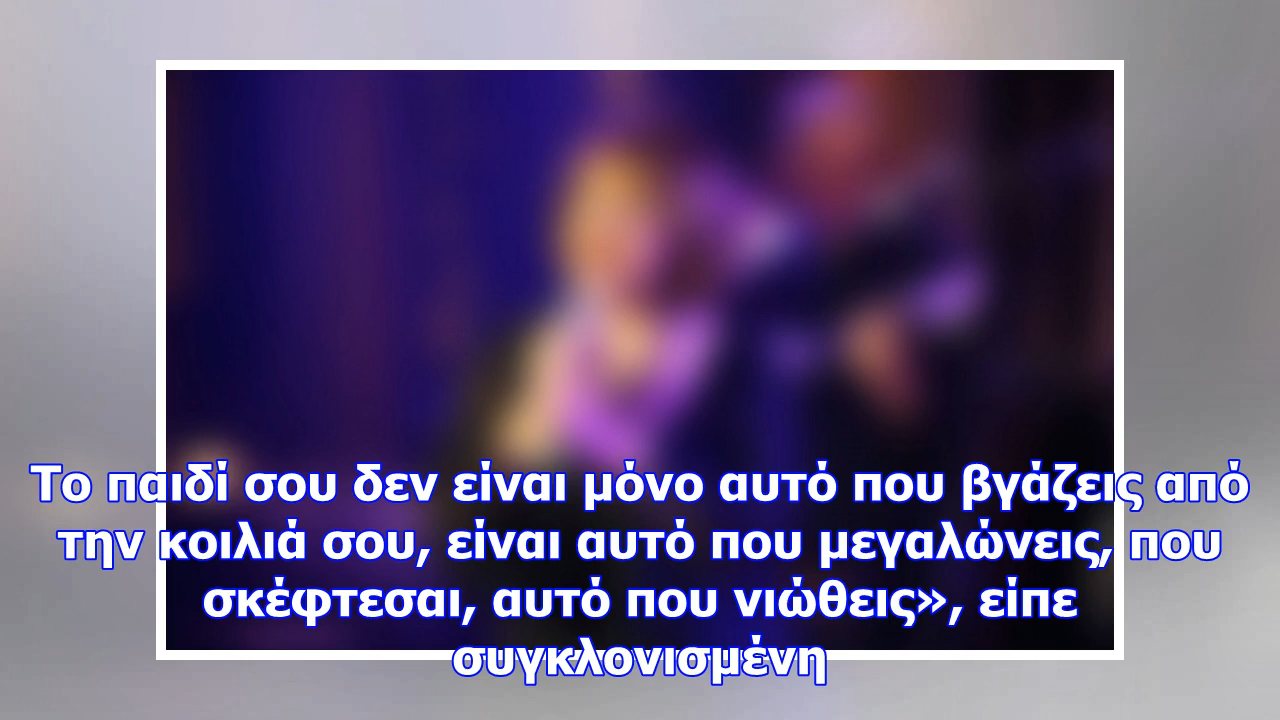 Το παιδί σου δεν είναι μόνο αυτό που βγάζεις από
την κοιλιά σου, είναι αυτό που μεγαλώνεις, που
σκέφτεσαι, αυτό που νιώθεις», είπε
συγκλονισμένη